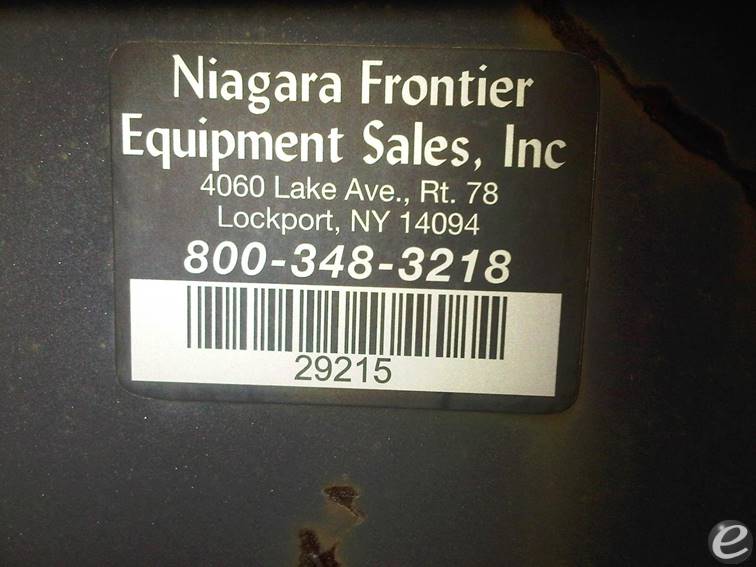 Niagara Frontier
Equipment Sales, Inc
4060 Lake Ave., Rt. 78
Lockport, NY 14094
800-348-3218
29215
e